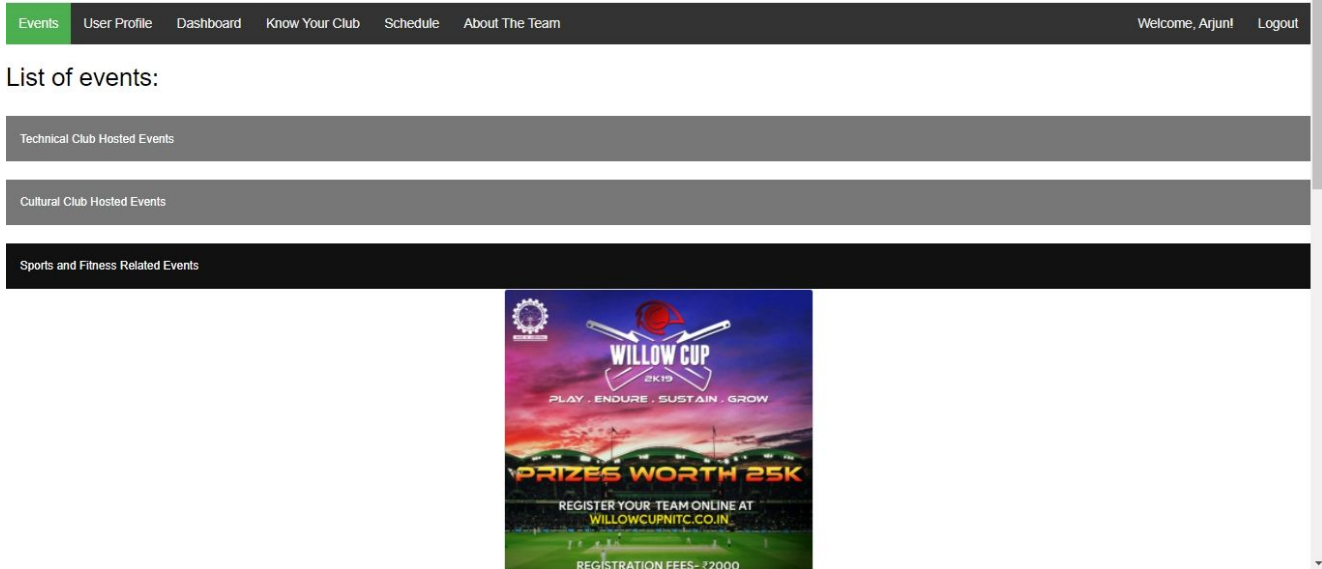 Events User Profile Dashboard Know Your Club Schedule About The Team Welcome, Arjun! Logout
List of events:
Technical Club Hosted Events
Cultural Club Hosted Events
Sports and Fitness Related Events
WILLOW CUP
2K19
PLAY . ENDURE . SUSTAIN . GROW
PRIZES WORTH 25K
REGISTER YOUR TEAM ONLINE AT
WILLOWCUPNITC.CO.IN
REGISTRATION FEES- ₹2000